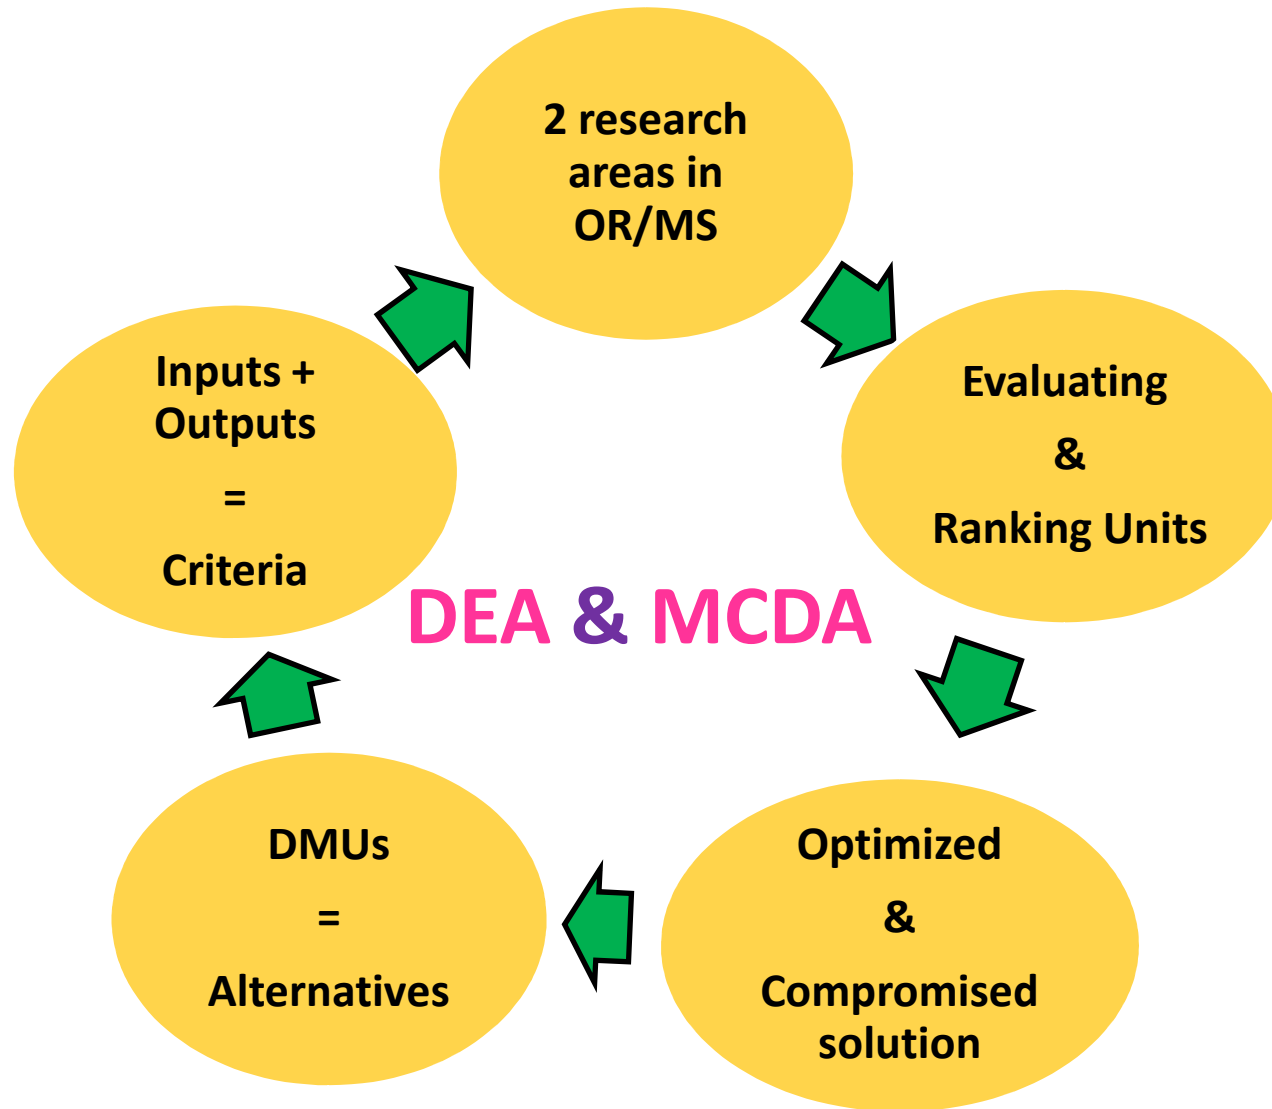 2 research
areas in
OR/MS
Evaluating
&
Ranking Units
Optimized
&
Compromised
solution
DMUs
=
Alternatives
Inputs +
Outputs
=
Criteria
DEA & MCDA